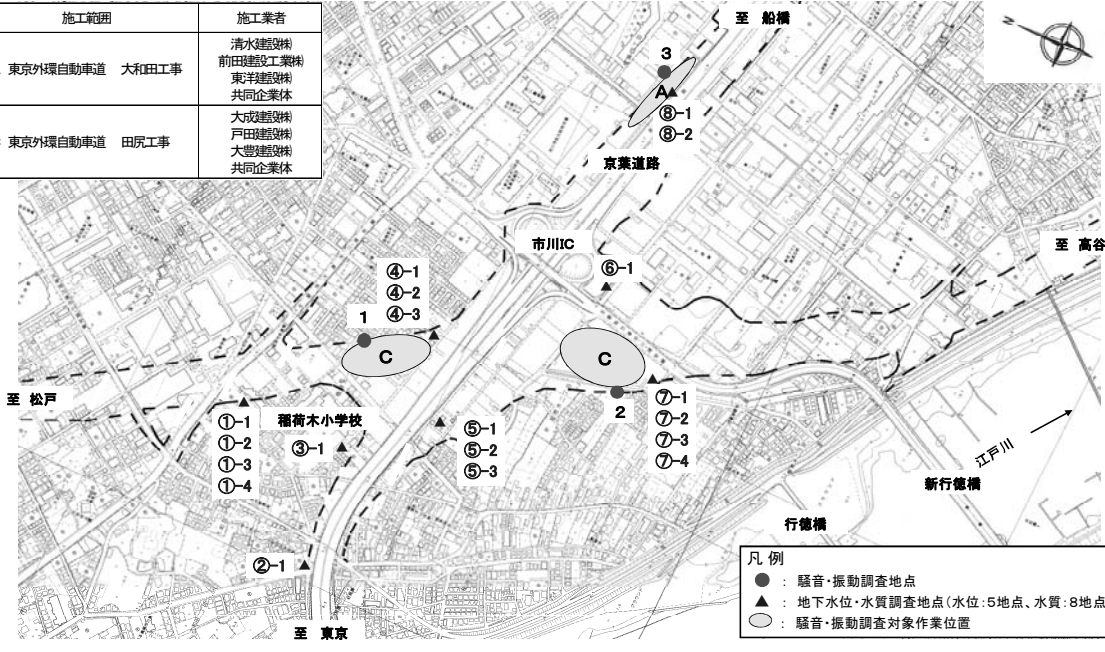 施工範囲
施工業者
東京外環自動車道 大和田工事
清水建設㈱
前田建設工業㈱
東洋建設㈱
共同企業体
東京外環自動車道 田尻工事
大成建設㈱
戸田建設㈱
大豊建設㈱
共同企業体
至 船橋
N
3
A
⑧-1
⑧-2
京葉道路
市川IC
至 高谷
⑥-1
④-1
④-2
④-3
1
C
C
至 松戸
2
①-1
①-2
①-3
①-4
稲荷木小学校
③-1
⑤-1
⑤-2
⑤-3
⑦-1
⑦-2
⑦-3
⑦-4
江戸川
新行徳橋
行徳橋
②-1
至 東京
凡 例
● : 騒音・振動調査地点
▲ : 地下水位・水質調査地点(水位:5地点、水質:8地点
: 騒音・振動調査対象作業位置